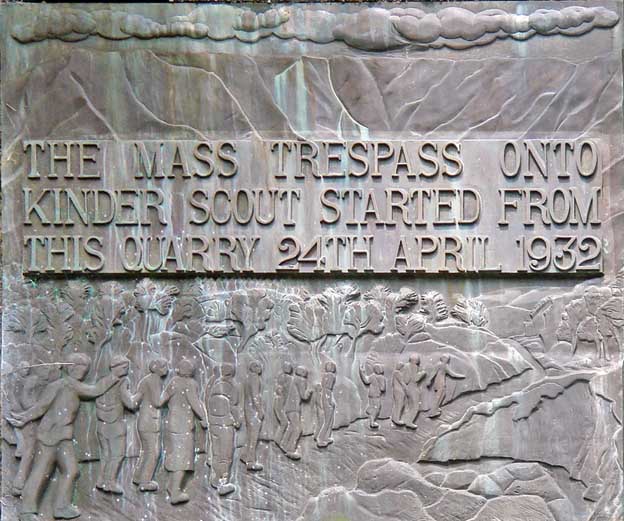 THE MASS TRESPASS ONTO
KINDER SCOUT STARTED FROM
THIS QUARRY 24TH APRIL 1932